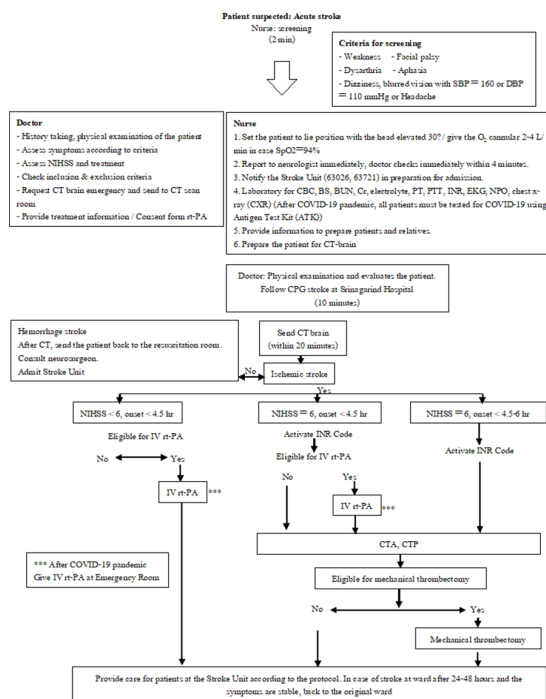 Patient suspected: Acute stroke
Nurse: screening
(2 min)
Criteria for screening
- Weakness - Facial palsy
- Dysarthria - Aphasia
- Dizziness, blurred vision with SBP = 160 or DBP
= 110 mmHg or Headache
Doctor
- History taking, physical examination of the patient
- Assess symptoms according to criteria
- Assess NIHSS and treatment
- Check inclusion & exclusion criteria
- Request CT brain emergency and send to CT scan
room
- Provide treatment information / Consent form rt-PA
Nurse
1. Set the patient to lie position with the head elevated 30?/ give the O2 cannular 2-4 L/
min in case SpO2=94%
2. Report to neurologist immediately, doctor checks immediately within 4 minutes.
3. Notify the Stroke Unit (63026, 63721) in preparation for admission.
4. Laboratory for CBC, BS, BUN, Cr, electrolyte, PT, PTT, INR, EKG, NPO, chest x-
ray (CXR) (After COVID-19 pandemic, all patients must be tested for COVID-19 using
Antigen Test Kit (ATK))
5. Provide information to prepare patients and relatives.
6. Prepare the patient for CT-brain
Doctor: Physical examination and evaluates the patient.
Follow CPG stroke at Srinagarind Hospital
(10 minutes)
Hemorrhage stroke
After CT, send the patient back to the resuscitation room.
Consult neurosurgeon.
Admit Stroke Unit
Send CT brain
(within 20 minutes)
No
Ischemic stroke
Yes
NIHSS < 6, onset < 4.5 hr
NIHSS = 6, onset < 4.5 hr
NIHSS = 6, onset < 4.5-6 hr
Eligible for IV rt-PA
Activate INR Code
Activate INR Code
Eligible for IV rt-PA
No
Yes
No
Yes
IV rt-PA
***
IV rt-PA
***
CTA, CTP
*** After COVID-19 pandemic
Give IV rt-PA at Emergency Room
Eligible for mechanical thrombectomy
No
Yes
Mechanical thrombectomy
Provide care for patients at the Stroke Unit according to the protocol. In case of stroke at ward after 24-48 hours and the
symptoms are stable, back to the original ward